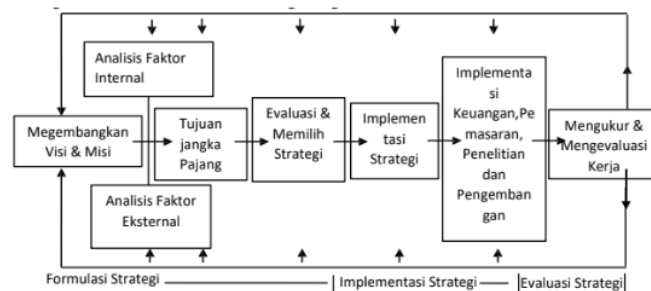 Analisis Faktor
Internal
Megembangkan
Visi & Misi
Analisis Faktor
Eksternal
Tujuan
jangka
Pajang
Evaluasi &
Memilih
Strategi
Implemen
tasi
Strategi
Implementa
si
Keuangan,Pe
masaran,
Penelitian
dan
Pengemban
gan
Mengukur &
Mengevaluasi
Kerja
Formulasi Strategi
Implementasi Strategi
Evaluasi Strategi